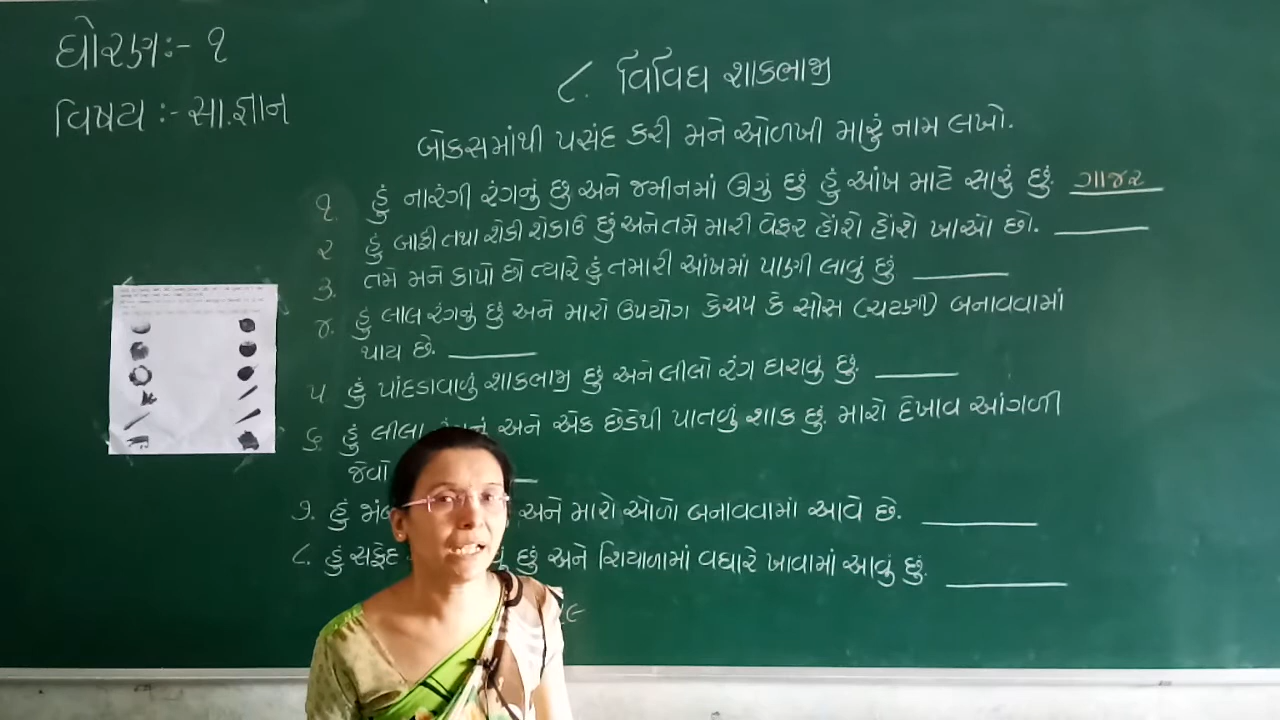 ધોરણઃ- ૧
વિષય :- સા.જ્ઞાન
૮. વિવિધ શાકભાજી
બોકસમાંથી પસંદ કરી મને ઓળખી મારું નામ લખો.
૧. હું નારંગી રંગનું છું અને જમીનમાં ઊગું છું હું આંખ માટે સારું છું. ગાજર
૨ હું બાફી તથા શેકી શકાઉ છું અને તમે મારી વેફર હોંશે હોંશે ખાઓ છો.
૩. તમે મને કાપો છો ત્યારે હું તમારી આંખમાં પાણી લાવું છું
૪. હું લાલ રંગનું છું અને મારો ઉપયોગ કેચપ કે સોસ (ચટણી) બનાવવામાં
થાય છે.
૫ હું પાંદડાવાળું શાકભાજી છું અને લીલો રંગ ધરાવું છું.
૬. હું લીલા અને એક છેડેથી પાતળું શાક છું. મારો દેખાવ આંગળી
જેવો
૭. હું અને મારો ઓળો બનાવવામાં આવે છે.
૮. હું સફેદ છું અને શિયાળામાં વધારે ખાવામાં આવું છું.